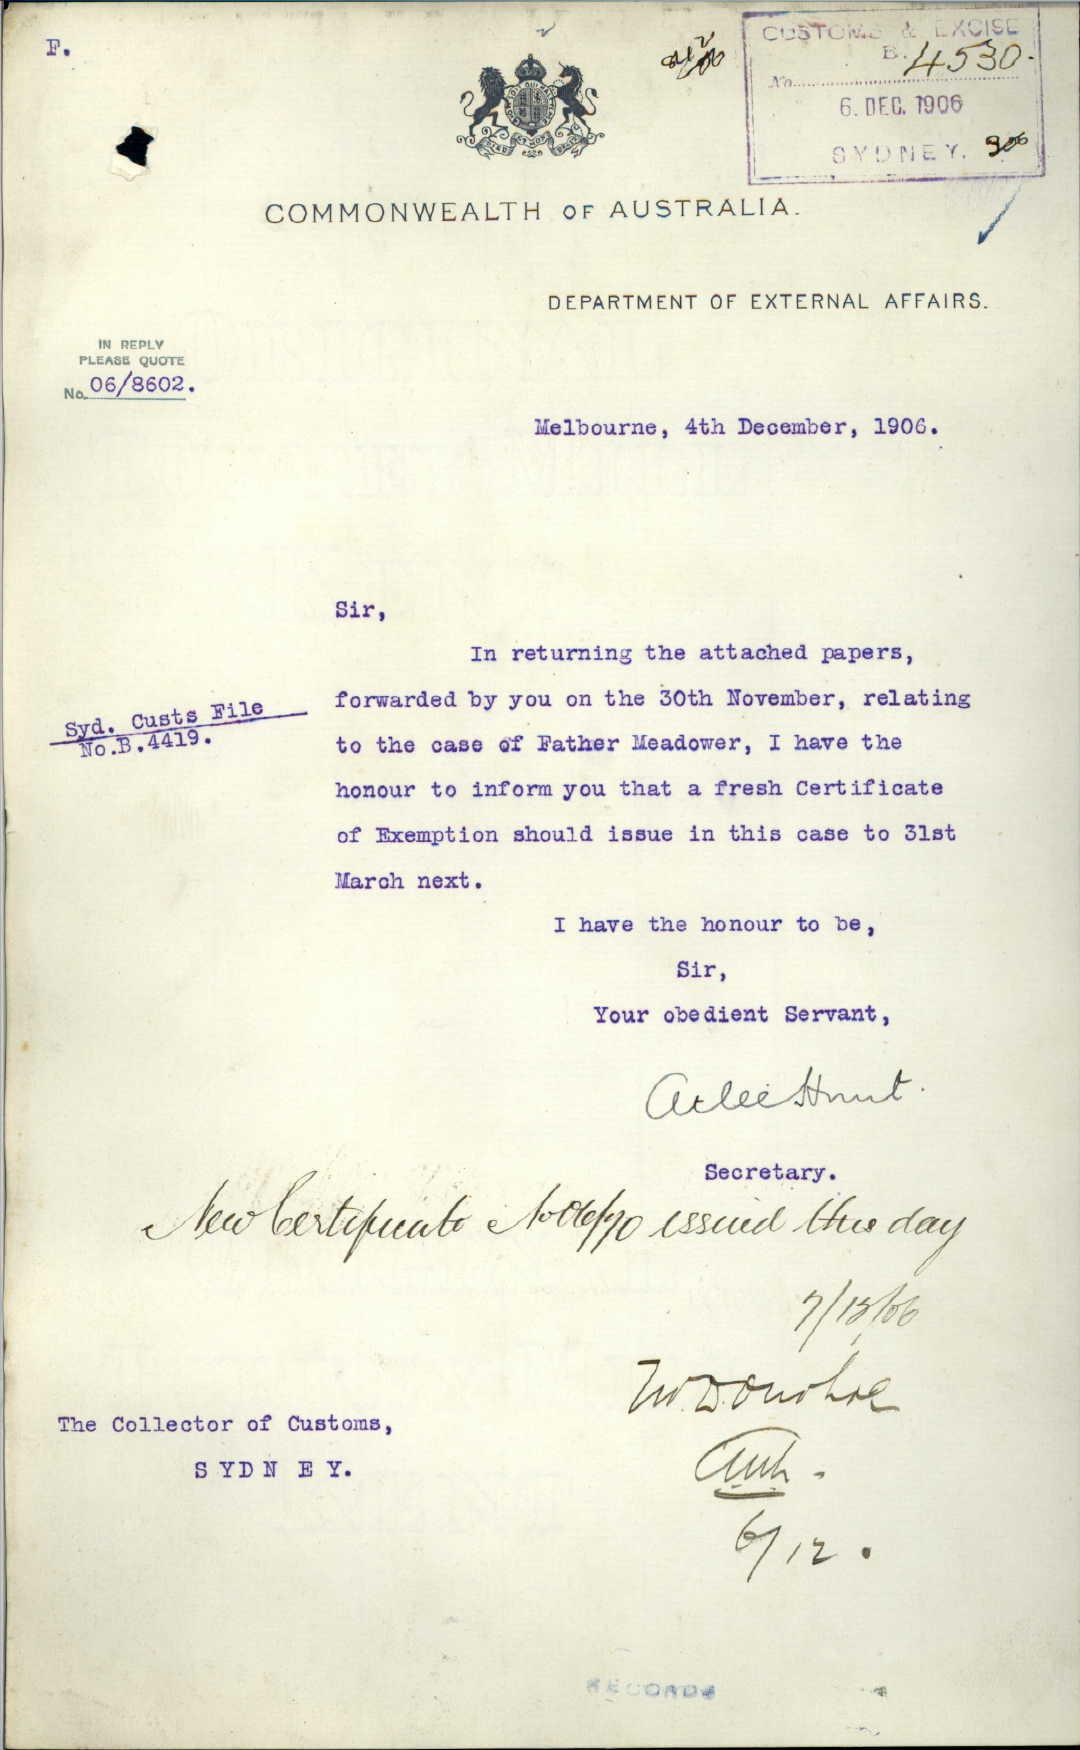 F.
CUSTOMS & EXCISE
B. 4530.
No.
6. DEC. 1906
SYDNEY.
COMMONWEALTH OF AUSTRALIA.
DEPARTMENT OF EXTERNAL AFFAIRS.
IN REPLY
PLEASE QUOTE
No. 06/8602.
Melbourne, 4th December, 1906.
Sir,
In returning the attached papers,
forwarded by you on the 30th November, relating
Syd. Custs File
No.B.4419.
to the case of Father Meadower, I have the
honour to inform you that a fresh Certificate
of Exemption should issue in this case to 31st
March next.
I have the honour to be,
Sir,
Your obedient Servant,
Atlee Hunt.
Secretary.
New Certificate issued this day
7/12/06
W. Donohoe
The Collector of Customs,
SYDNEY.
6/12.
RECORDS